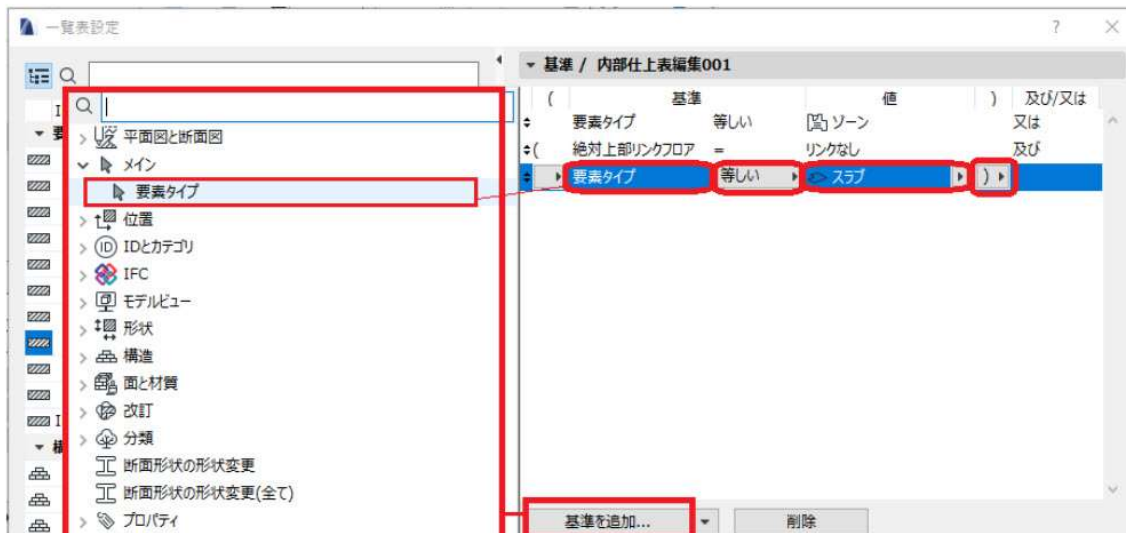 一覧表設定
? ×
基準 / 内部仕上表編集001
( 基準 値 ) 及び/又は
要素タイプ 等しい ゾーン 又は
( 絶対上部リンクフロア = リンクなし 及び
要素タイプ 等しい スラブ )
I
平面図と断面図
メイン
要素タイプ
位置
ID IDとカテゴリ
IFC
モデルビュー
形状
構造
面と材質
改訂
I
分類
断面形状の形状変更
断面形状の形状変更(全て)
プロパティ
基準を追加... 削除